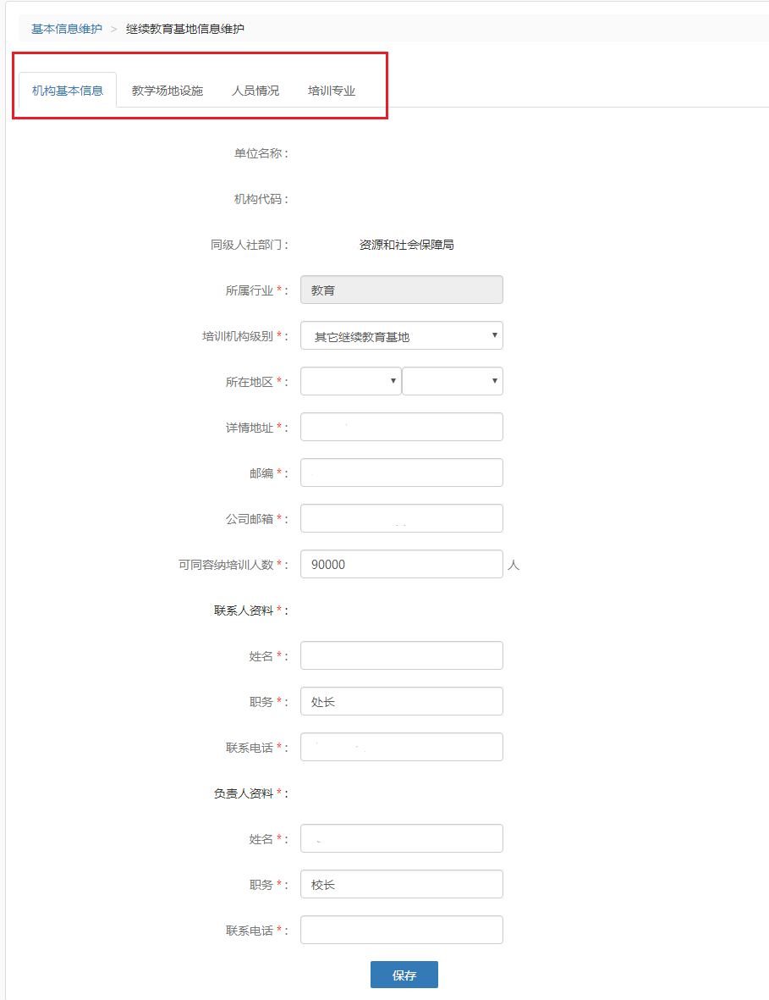 基本信息维护 > 继续教育基地信息维护
机构基本信息 教学场地设施 人员情况 培训专业
单位名称：
机构代码：
同级人社部门： 资源和社会保障局
所属行业 *： 教育
培训机构级别 *： 其它继续教育基地
所在地区 *：
详情地址 *：
邮编 *：
公司邮箱 *：
可同容纳培训人数 *： 90000 人
联系人资料 *：
姓名 *：
职务 *： 处长
联系电话 *：
负责人资料 *：
姓名 *：
职务 *： 校长
联系电话 *：
保存